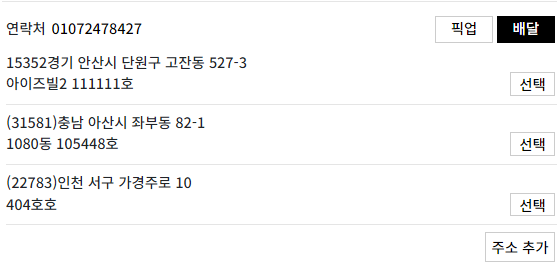 연락처 01072478427 픽업 배달
15352경기 안산시 단원구 고잔동 527-3
아이즈빌2 111111호 선택
(31581)충남 아산시 좌부동 82-1
1080동 105448호 선택
(22783)인천 서구 가경주로 10
404호호 선택
주소 추가